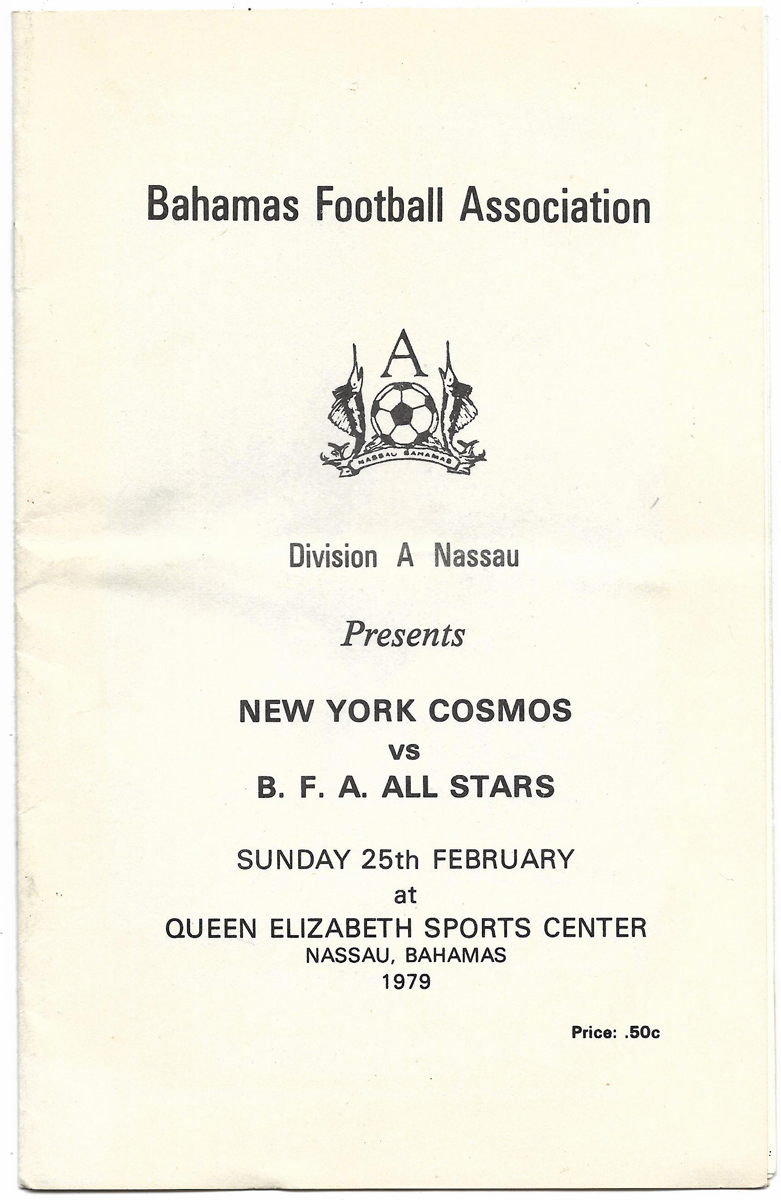 Bahamas Football Association
A
NASSAU BAHAMAS
Division A Nassau
Presents
NEW YORK COSMOS
vs
B. F. A. ALL STARS
SUNDAY 25th FEBRUARY
at
QUEEN ELIZABETH SPORTS CENTER
NASSAU, BAHAMAS
1979
Price: .50c